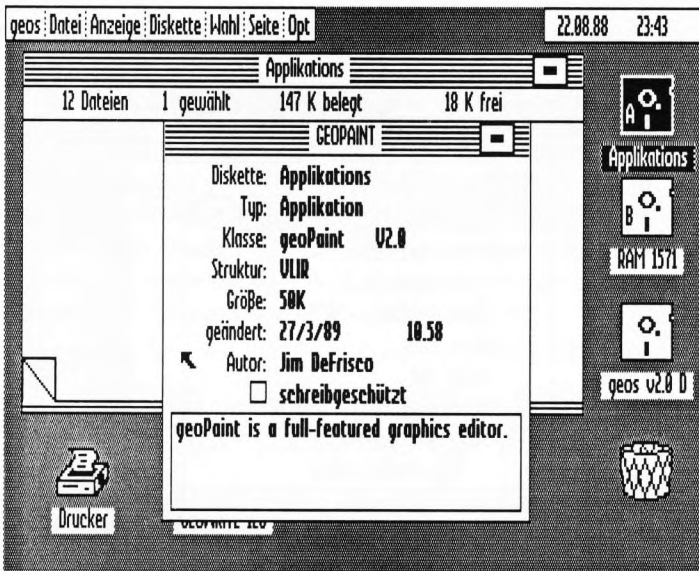 geos Datei Anzeige Diskette Wahl Seite Opt 22.08.88 23:43
Applikations
12 Dateien 1 gewählt 147 K belegt 18 K frei
GEOPAINT
Diskette: Applikations
Typ: Applikation
Klasse: geoPaint V2.0
Struktur: VLIR
Größe: 50K
geändert: 27/3/89 10.58
Autor: Jim DeFrisco
schreibgeschützt
geoPaint is a full-featured graphics editor.
A
Applikations
B
RAM 1571
geos v2.0 D
Drucker